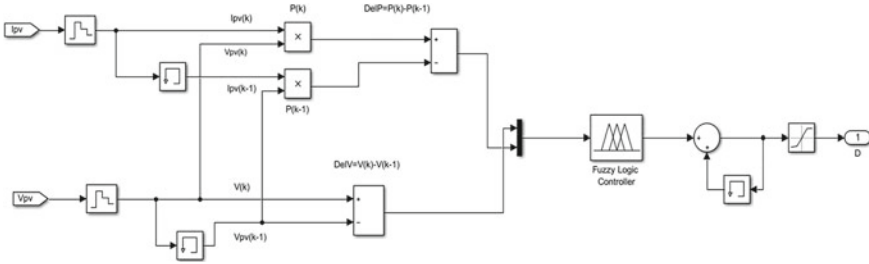 P(k)
DelP=P(k)-P(k-1)
Ipv
Ipv(k)
Vpv(k)
×
+
−
Ipv(k-1)
×
P(k-1)
Fuzzy Logic
Controller
+
+
1
D
DelV=V(k)-V(k-1)
Vpv
V(k)
+
−
Vpv(k-1)